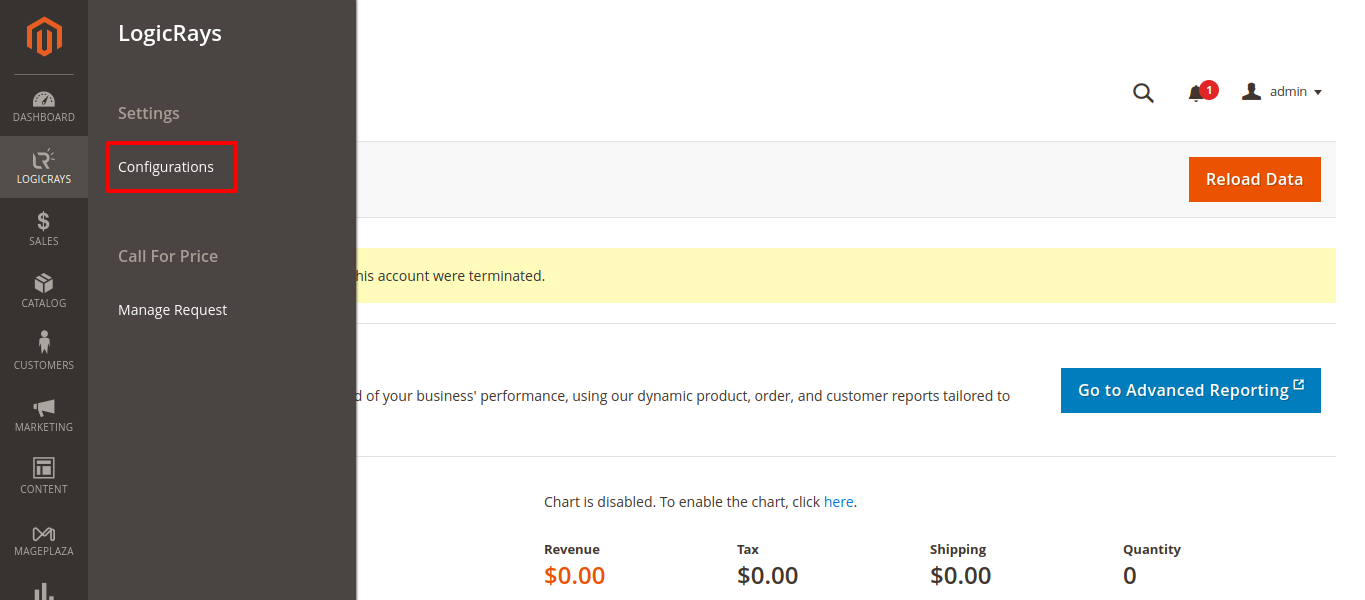 LogicRays
Settings
Configurations
Call For Price
Manage Request
DASHBOARD
LOGICRAYS
SALES
CATALOG
CUSTOMERS
MARKETING
CONTENT
MAGEPLAZA
1
admin
Reload Data
his account were terminated.
d of your business' performance, using our dynamic product, order, and customer reports tailored to
Go to Advanced Reporting
Chart is disabled. To enable the chart, click here.
Revenue Tax Shipping Quantity
$0.00 $0.00 $0.00 0